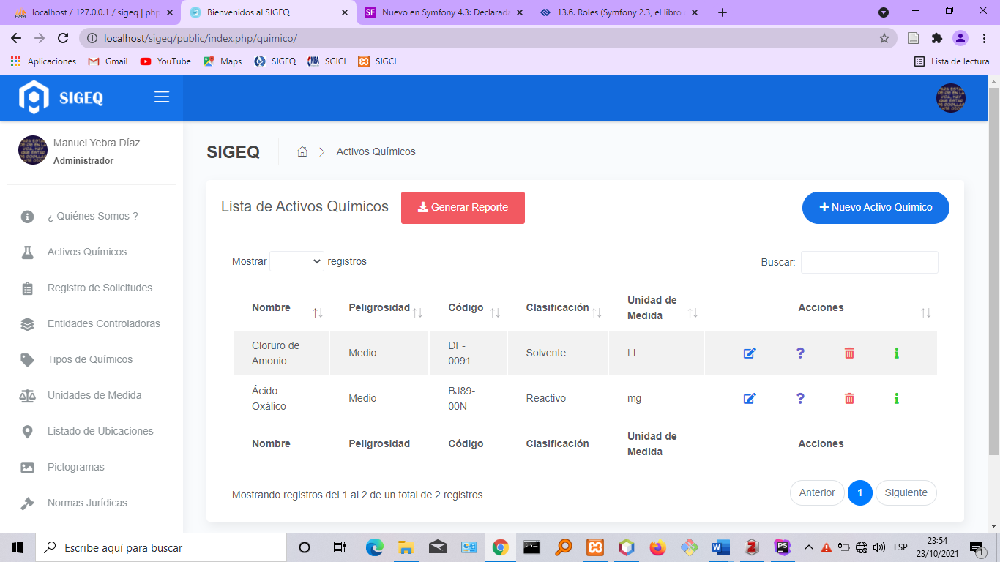 localhost / 127.0.0.1 / sigeq | php
Bienvenidos al SIGEQ
Nuevo en Symfony 4.3: Declarad
13.6. Roles (Symfony 2.3, el libro
localhost/sigeq/public/index.php/quimico/
Aplicaciones
Gmail
YouTube
Maps
SIGEQ
SGICI
SIGCI
Lista de lectura
SIGEQ
Manuel Yebra Díaz
Administrador
¿ Quiénes Somos ?
Activos Químicos
Registro de Solicitudes
Entidades Controladoras
Tipos de Químicos
Unidades de Medida
Listado de Ubicaciones
Pictogramas
Normas Jurídicas
SIGEQ
Activos Químicos
Lista de Activos Químicos
Generar Reporte
Nuevo Activo Químico
Mostrar registros
Buscar:
Nombre Peligrosidad Código Clasificación Unidad de Medida Acciones
Cloruro de Amonio Medio DF-0091 Solvente Lt
Ácido Oxálico Medio BJ89-00N Reactivo mg
Nombre Peligrosidad Código Clasificación Unidad de Medida Acciones
Mostrando registros del 1 al 2 de un total de 2 registros
Anterior 1 Siguiente
Escribe aquí para buscar
ESP
23:54
23/10/2021
1